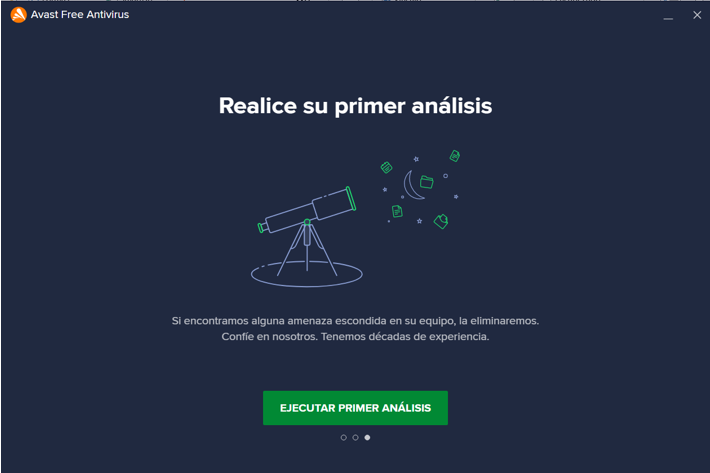 Avast Free Antivirus
Realice su primer análisis
Si encontramos alguna amenaza escondida en su equipo, la eliminaremos.
Confíe en nosotros. Tenemos décadas de experiencia.
EJECUTAR PRIMER ANÁLISIS